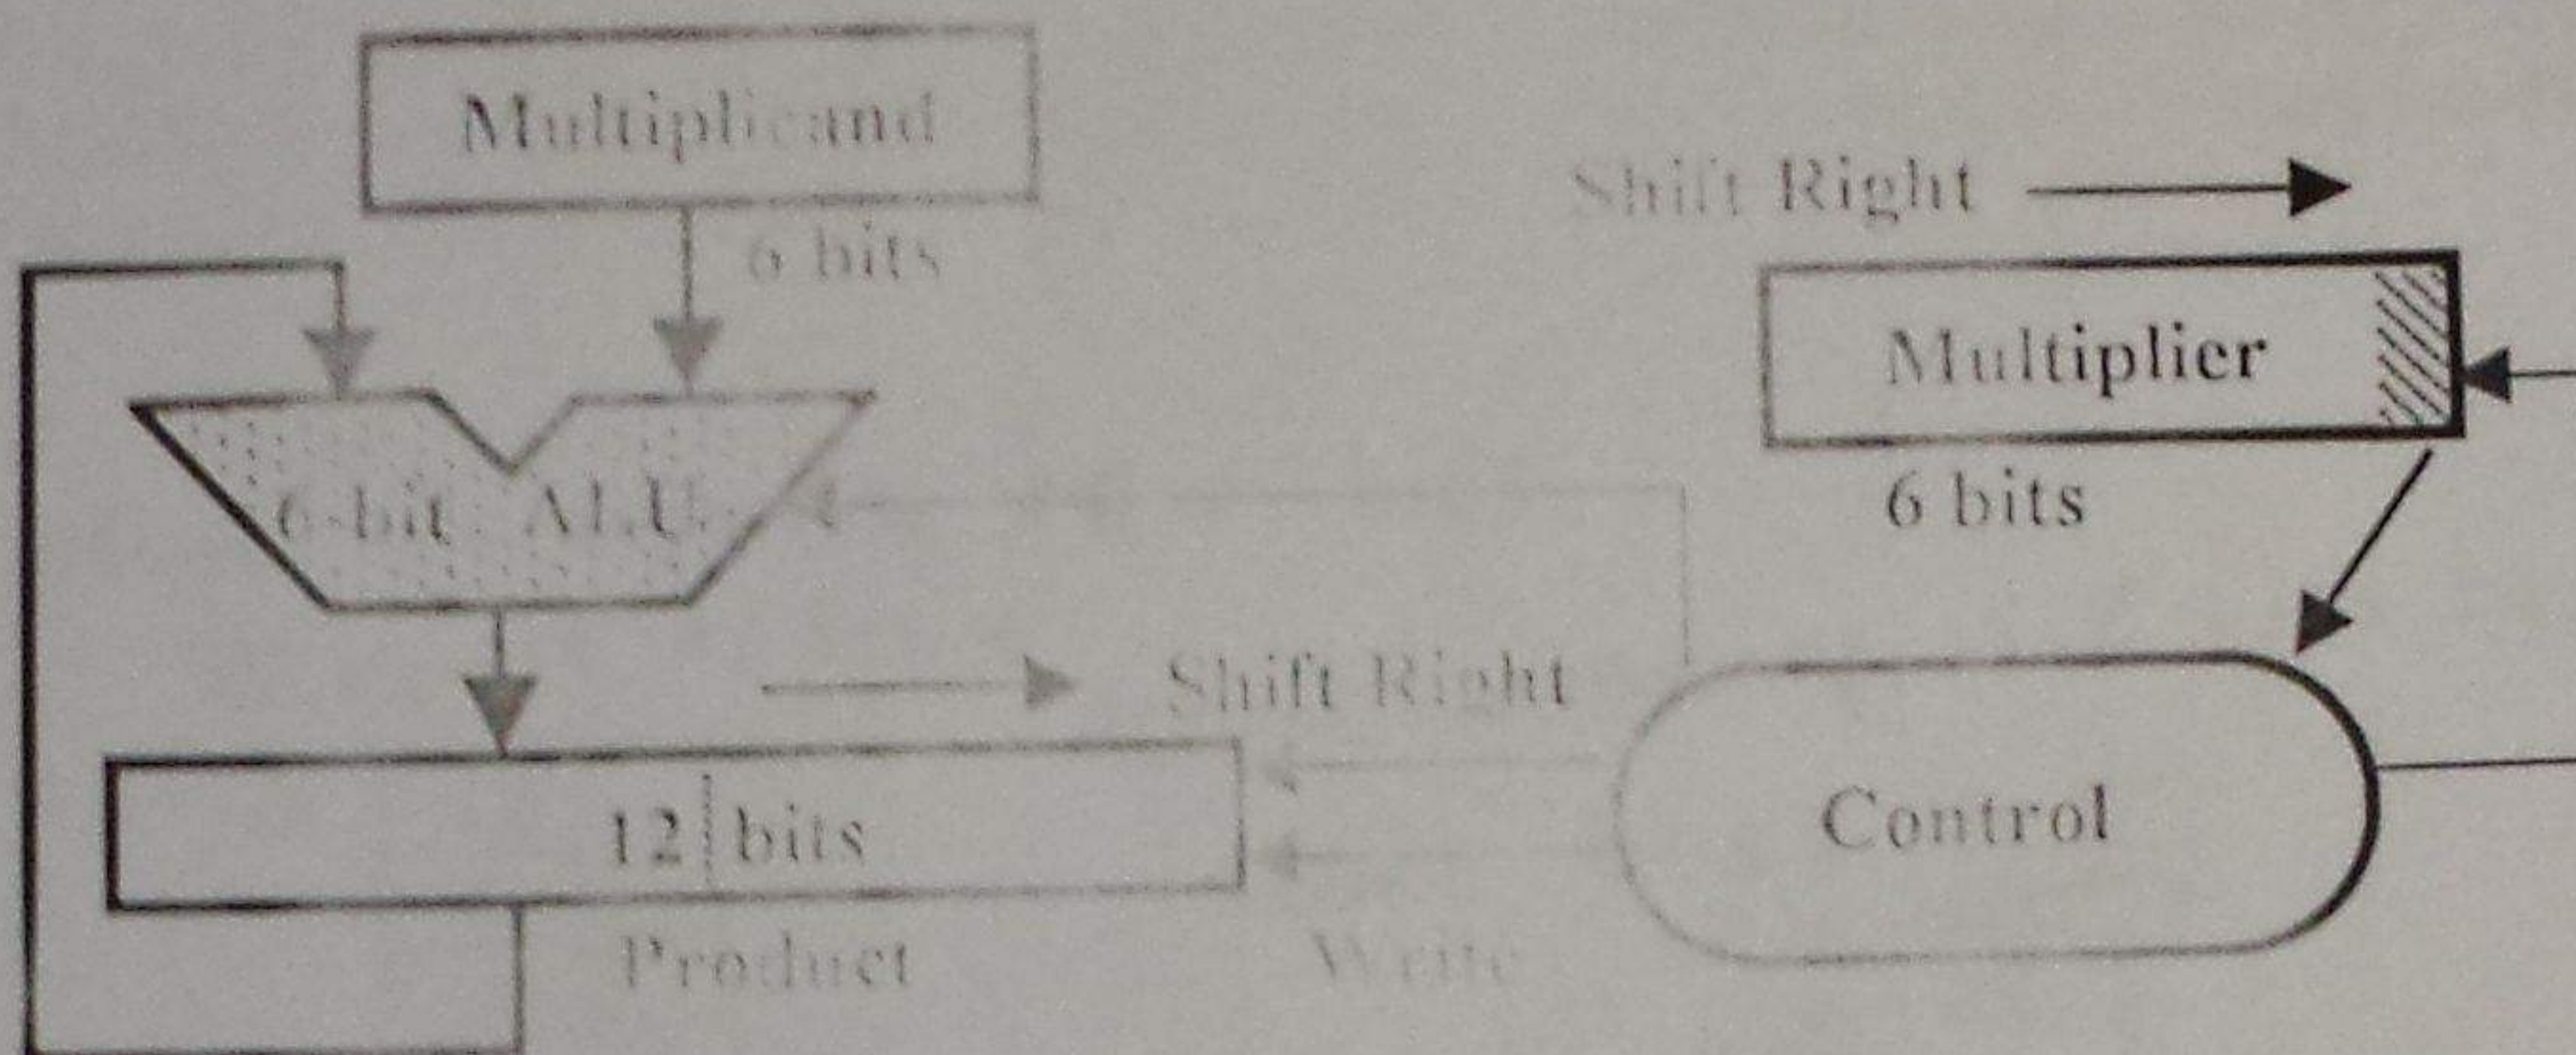 Multiplicand
6 bits
Shift Right
Multiplier
6 bits
6-bit ALU
Shift Right
12 bits
Control
Product
Write